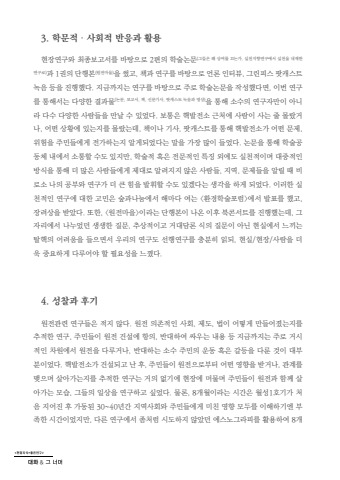 3. 학문적 · 사회적 반응과 활용
현장연구와 최종보고서를 바탕으로 2편의 학술논문
과 1권의 단행본을 썼고, 책과 연구를 바탕으로 언론 인터뷰, 그린피스 팟캐스트
녹음 등을 진행했다. 지금까지는 연구를 바탕으로 주로 학술논문을 작성했다면, 이번 연구
를 통해서는 다양한 결과물을 통해 소수의 연구자만이 아니
라 다수 다양한 사람들을 만날 수 있었다. 보통은 핵발전소 근처에 사람이 사는 줄 몰랐거
나, 어떤 상황에 있는지를 몰랐는데, 책이나 기사, 팟캐스트를 통해 핵발전소가 어떤 문제,
위험을 주민들에게 전가하는지 알게되었다는 말을 가장 많이 들었다. 논문을 통해 학술공
동체 내에서 소통할 수도 있지만, 학술적 혹은 전문적인 특징 외에도 실천적이며 대중적인
방식을 통해 더 많은 사람들에게 제대로 알려지지 않은 사람들, 지역, 문제들을 알릴 때 비
로소 나의 공부와 연구가 더 큰 힘을 발휘할 수도 있겠다는 생각을 하게 되었다. 이러한 실
천적인 연구에 대한 고민은 숲과나눔에서 해마다 여는 <환경학술포럼>에서 발표를 했고,
장려상을 받았다. 또한, 《원전마을》이라는 단행본이 나온 이후 북콘서트를 진행했는데, 그
자리에서 나누었던 생생한 질문, 추상적이고 거대담론 식의 질문이 아닌 현실에서 느끼는
탈핵의 어려움을 들으면서 우리의 연구도 선행연구를 충분히 읽되, 현실/현장/사람을 더
욱 중요하게 다루어야 할 필요성을 느꼈다.
4. 성찰과 후기
원전관련 연구들은 적지 않다. 원전 의존적인 사회, 제도, 법이 어떻게 만들어졌는지를
추적한 연구, 주민들이 원전 건설에 항의, 반대하여 싸우는 내용 등 지금까지는 주로 거시
적인 차원에서 원전을 다루거나, 반대하는 소수 주민의 운동 혹은 갈등을 다룬 것이 대부
분이었다. 핵발전소가 건설되고 난 후, 주민들이 원전으로부터 어떤 영향을 받거나, 관계를
맺으며 살아가는지를 추적한 연구는 거의 없기에 현장에 머물며 주민들이 원전과 함께 살
아가는 모습, 그들의 일상을 연구하고 싶었다. 물론, 8개월이라는 시간은 월성1호기가 처
음 지어진 후 가동된 30~40년간 지역사회와 주민들에게 미친 영향 모두를 이해하기엔 부
족한 시간이었지만, 다른 연구에서 좀처럼 시도하지 않았던 에스노그라피를 활용하여 8개
대화 & 그 너머